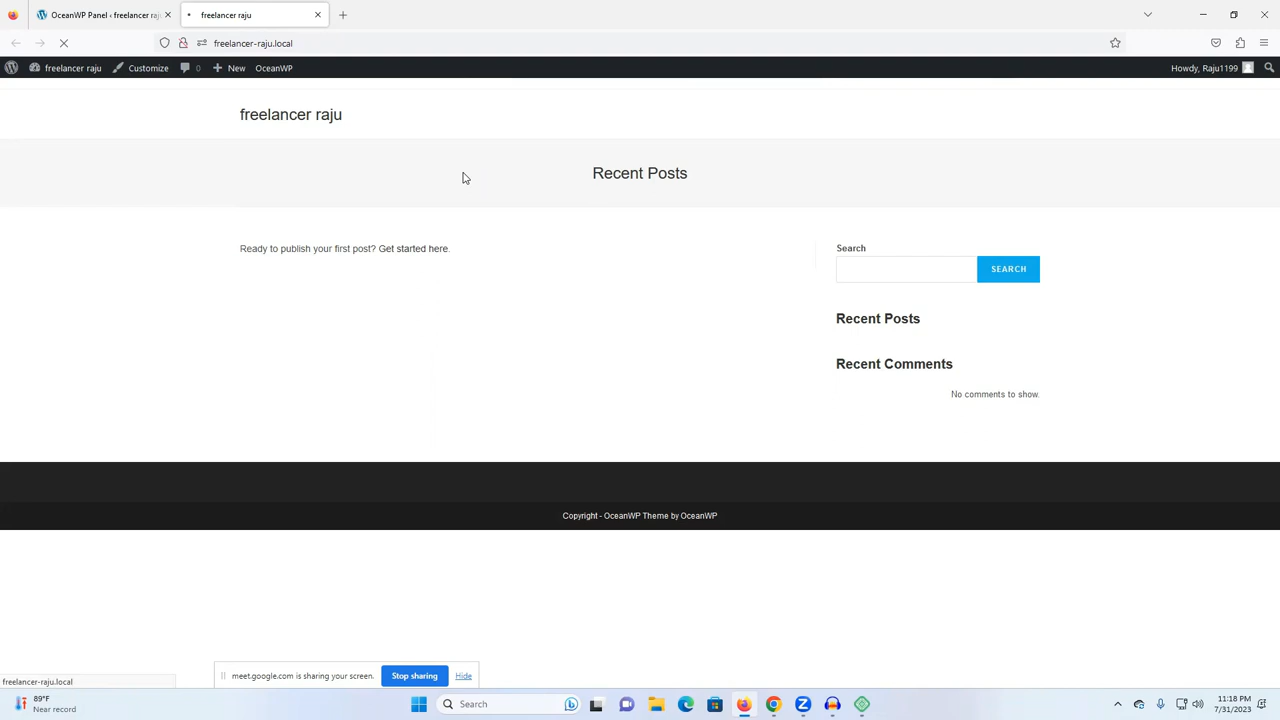 OceanWP Panel ‹ freelancer raj
freelancer raju
freelancer-raju.local
freelancer raju
Customize
0
New
OceanWP
Howdy, Raju1199
freelancer raju
Recent Posts
Ready to publish your first post? Get started here.
Search
SEARCH
Recent Posts
Recent Comments
No comments to show.
Copyright - OceanWP Theme by OceanWP
meet.google.com is sharing your screen.
Stop sharing
Hide
freelancer-raju.local
89°F
Near record
Search
11:18 PM
7/31/2023